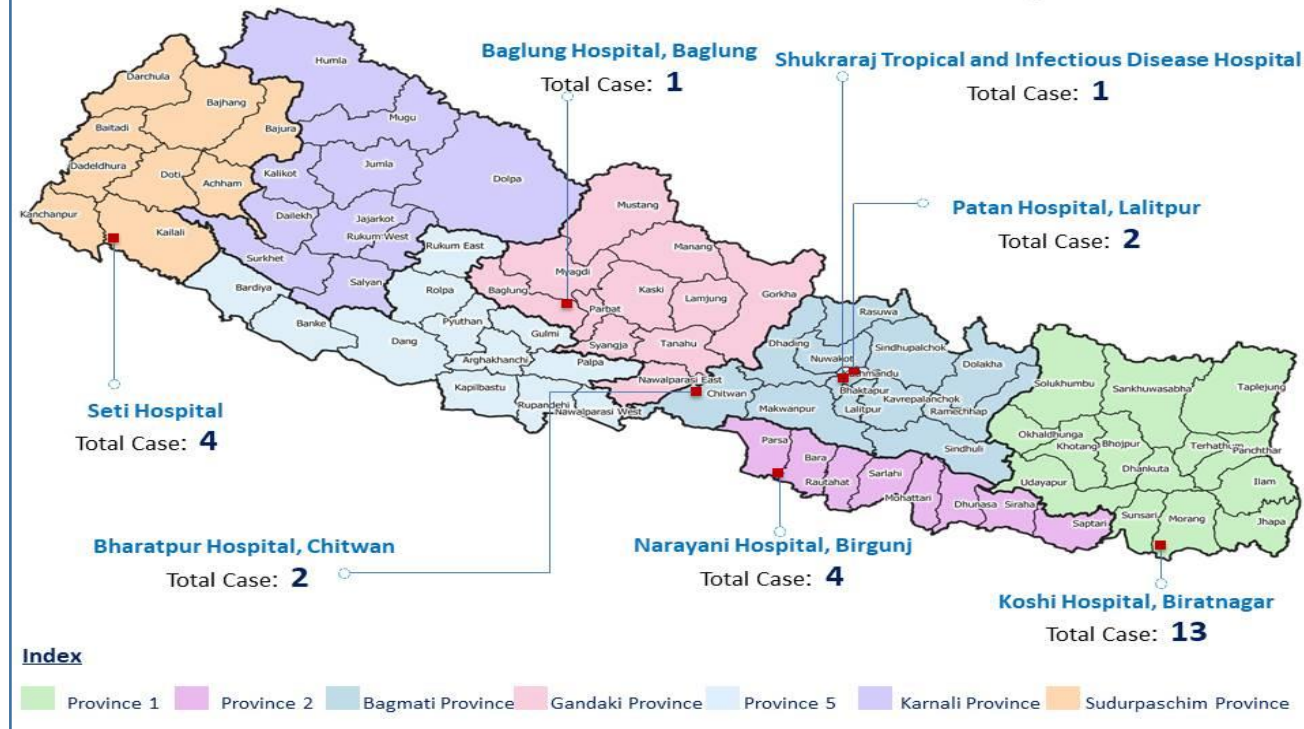 Baglung Hospital, Baglung
Total Case: 1
Shukraraj Tropical and Infectious Disease Hospital
Total Case: 1
Patan Hospital, Lalitpur
Total Case: 2
Seti Hospital
Total Case: 4
Bharatpur Hospital, Chitwan
Total Case: 2
Narayani Hospital, Birgunj
Total Case: 4
Koshi Hospital, Biratnagar
Total Case: 13
Darchula
Bajhang
Baitadi
Bajura
Dadeldhura
Doti
Achham
Kanchanpur
Kailali
Humla
Mugu
Jumla
Kalikot
Dolpa
Dailekh
Jajarkot
Rukum West
Surkhet
Salyan
Rukum East
Bardiya
Rolpa
Banke
Pyuthan
Dang
Gulmi
Arghakhanchi
Palpa
Kapilbastu
Rupandehi
Nawalparasi West
Mustang
Manang
Myagdi
Baglung
Kaski
Lamjung
Gorkha
Parbat
Syangja
Tanahu
Nawalparasi East
Rasuwa
Dhading
Nuwakot
Sindhupalchok
Dolakha
Bhaktapur
Kavrepalanchok
Chitwan
Makwanpur
Lalitpur
Ramechhap
Sindhuli
Parsa
Bara
Rautahat
Sarlahi
Mohattari
Dhunasa
Siraha
Saptari
Solukhumbu
Sankhuwasabha
Taplejung
Okhaldhunga
Khotang
Bhojpur
Panchthar
Dhankuta
Udayapur
Ilam
Sunsari
Morang
Jhapa
Index
Province 1
Province 2
Bagmati Province
Gandaki Province
Province 5
Karnali Province
Sudurpaschim Province